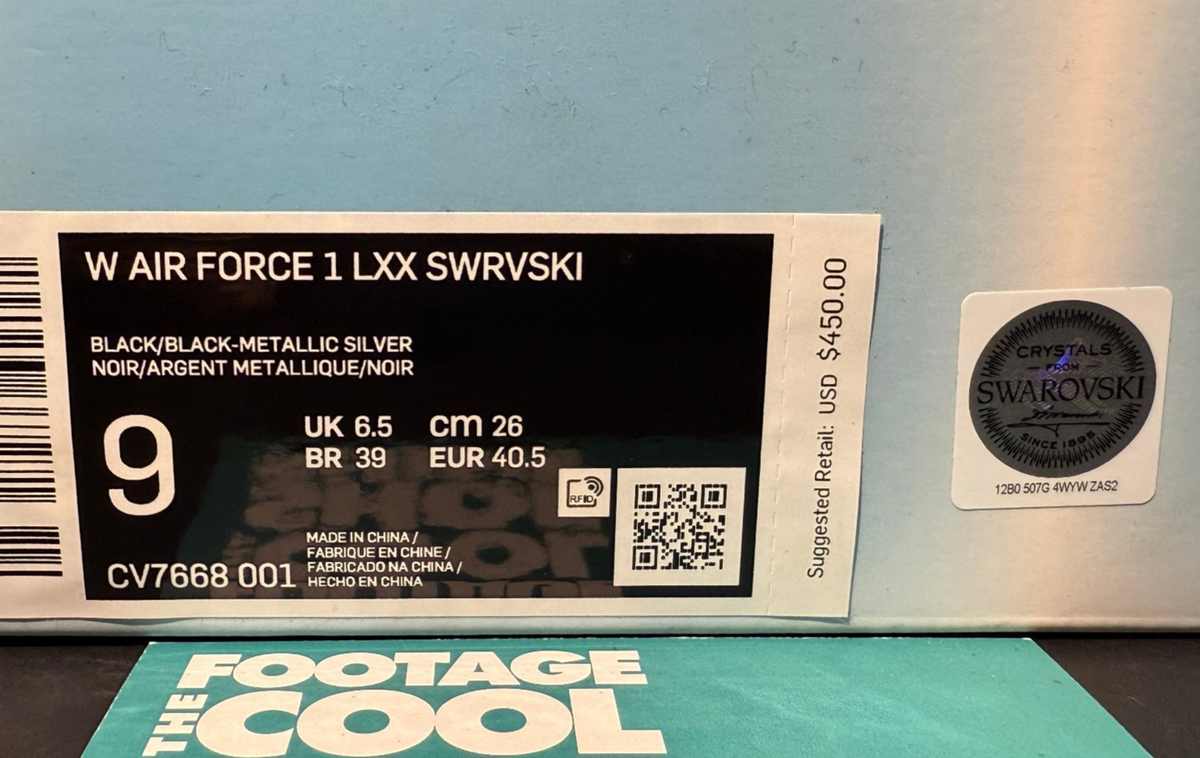 W AIR FORCE 1 LXX SWRVSKI
BLACK/BLACK-METALLIC SILVER
NOIR/ARGENT METALLIQUE/NOIR
9
UK 6.5 cm 26
BR 39 EUR 40.5
RFID
MADE IN CHINA /
FABRIQUE EN CHINE /
FABRICADO NA CHINA /
HECHO EN CHINA
CV7668 001
Suggested Retail: USD $450.00
CRYSTALS
FROM
SWAROVSKI
SINCE 1895
12B0 507G 4WYW ZAS2
THE
FOOTAGE
COOL